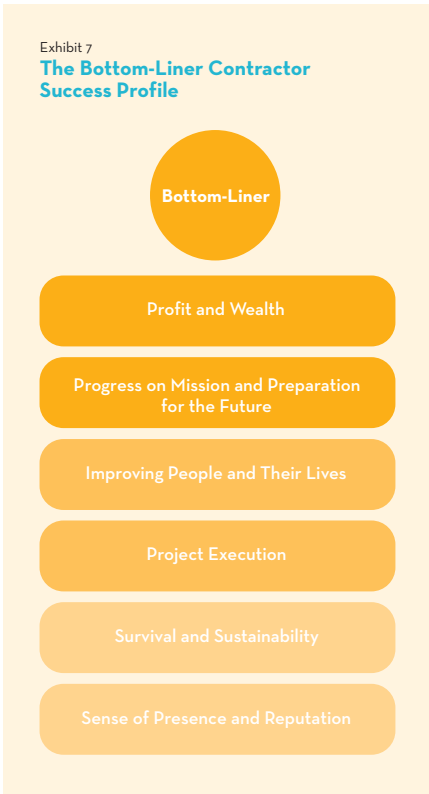 Exhibit 7
The Bottom-Liner Contractor
Success Profile
Bottom-Liner
Profit and Wealth
Progress on Mission and Preparation
for the Future
Improving People and Their Lives
Project Execution
Survival and Sustainability
Sense of Presence and Reputation